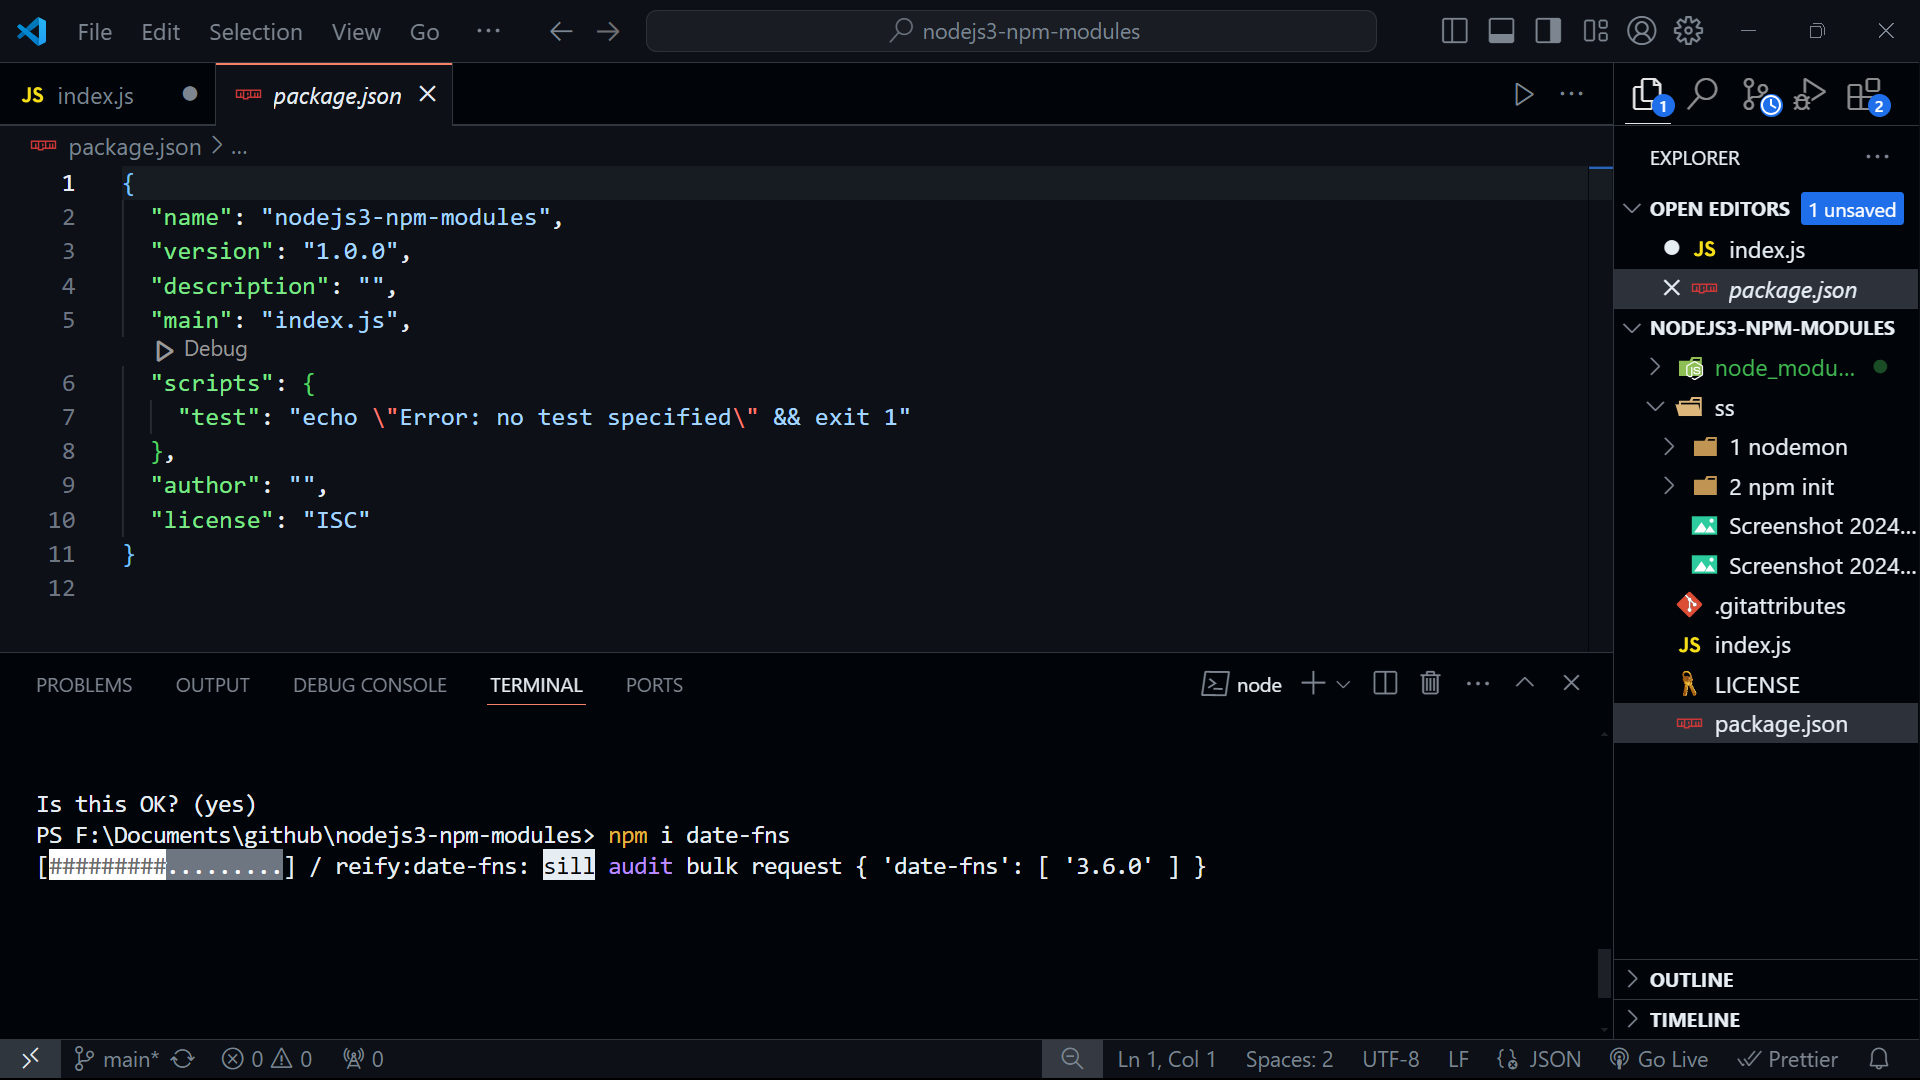 File Edit Selection View Go ··· nodejs3-npm-modules
JS index.js package.json
package.json > ...
1 {
2 "name": "nodejs3-npm-modules",
3 "version": "1.0.0",
4 "description": "",
5 "main": "index.js",
Debug
6 "scripts": {
7 "test": "echo \"Error: no test specified\" && exit 1"
8 },
9 "author": "",
10 "license": "ISC"
11 }
12
PROBLEMS OUTPUT DEBUG CONSOLE TERMINAL PORTS node
Is this OK? (yes)
PS F:\Documents\github\nodejs3-npm-modules> npm i date-fns
[#########.........] / reify:date-fns: sill audit bulk request { 'date-fns': [ '3.6.0' ] }
1 2
EXPLORER
OPEN EDITORS 1 unsaved
JS index.js
package.json
NODEJS3-NPM-MODULES
node_modu...
ss
1 nodemon
2 npm init
Screenshot 2024...
Screenshot 2024...
.gitattributes
JS index.js
LICENSE
package.json
OUTLINE
TIMELINE
main* 0 0 0 Ln 1, Col 1 Spaces: 2 UTF-8 LF JSON Go Live Prettier